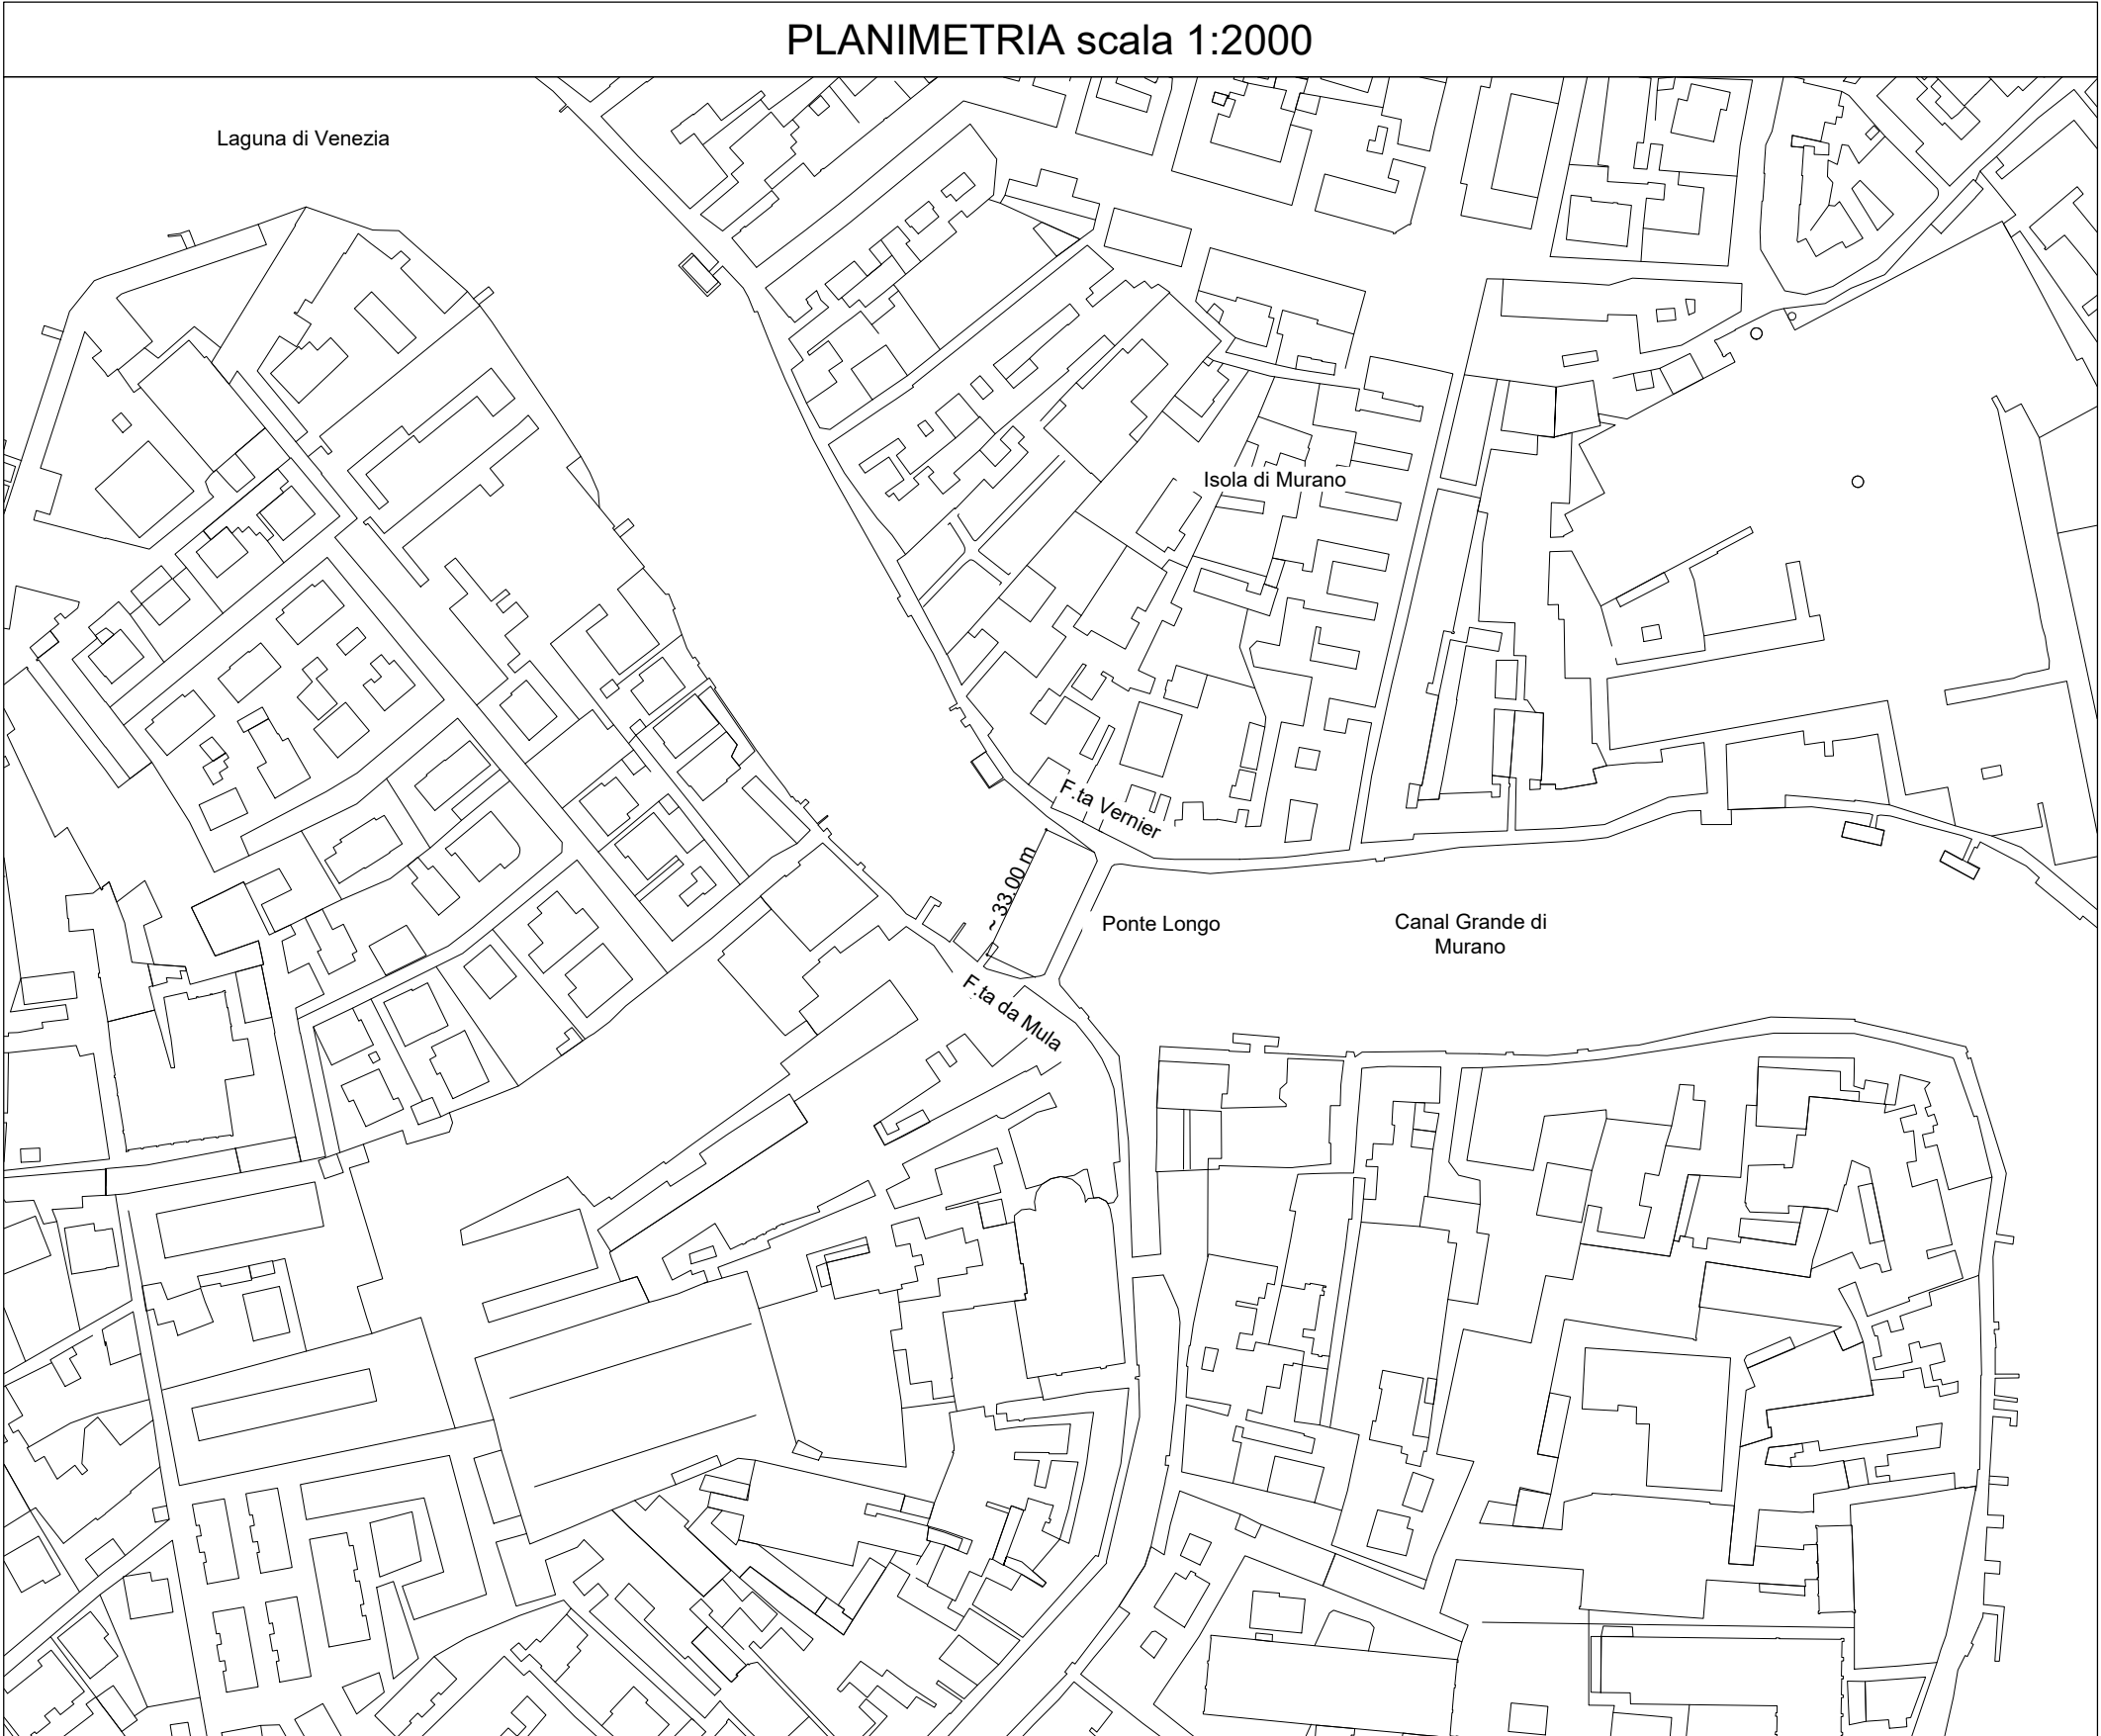 PLANIMETRIA scala 1:2000
Laguna di Venezia
Isola di Murano
F.ta Vernier
~ 33.00 m
Ponte Longo
Canal Grande di
Murano
F.ta da Mula